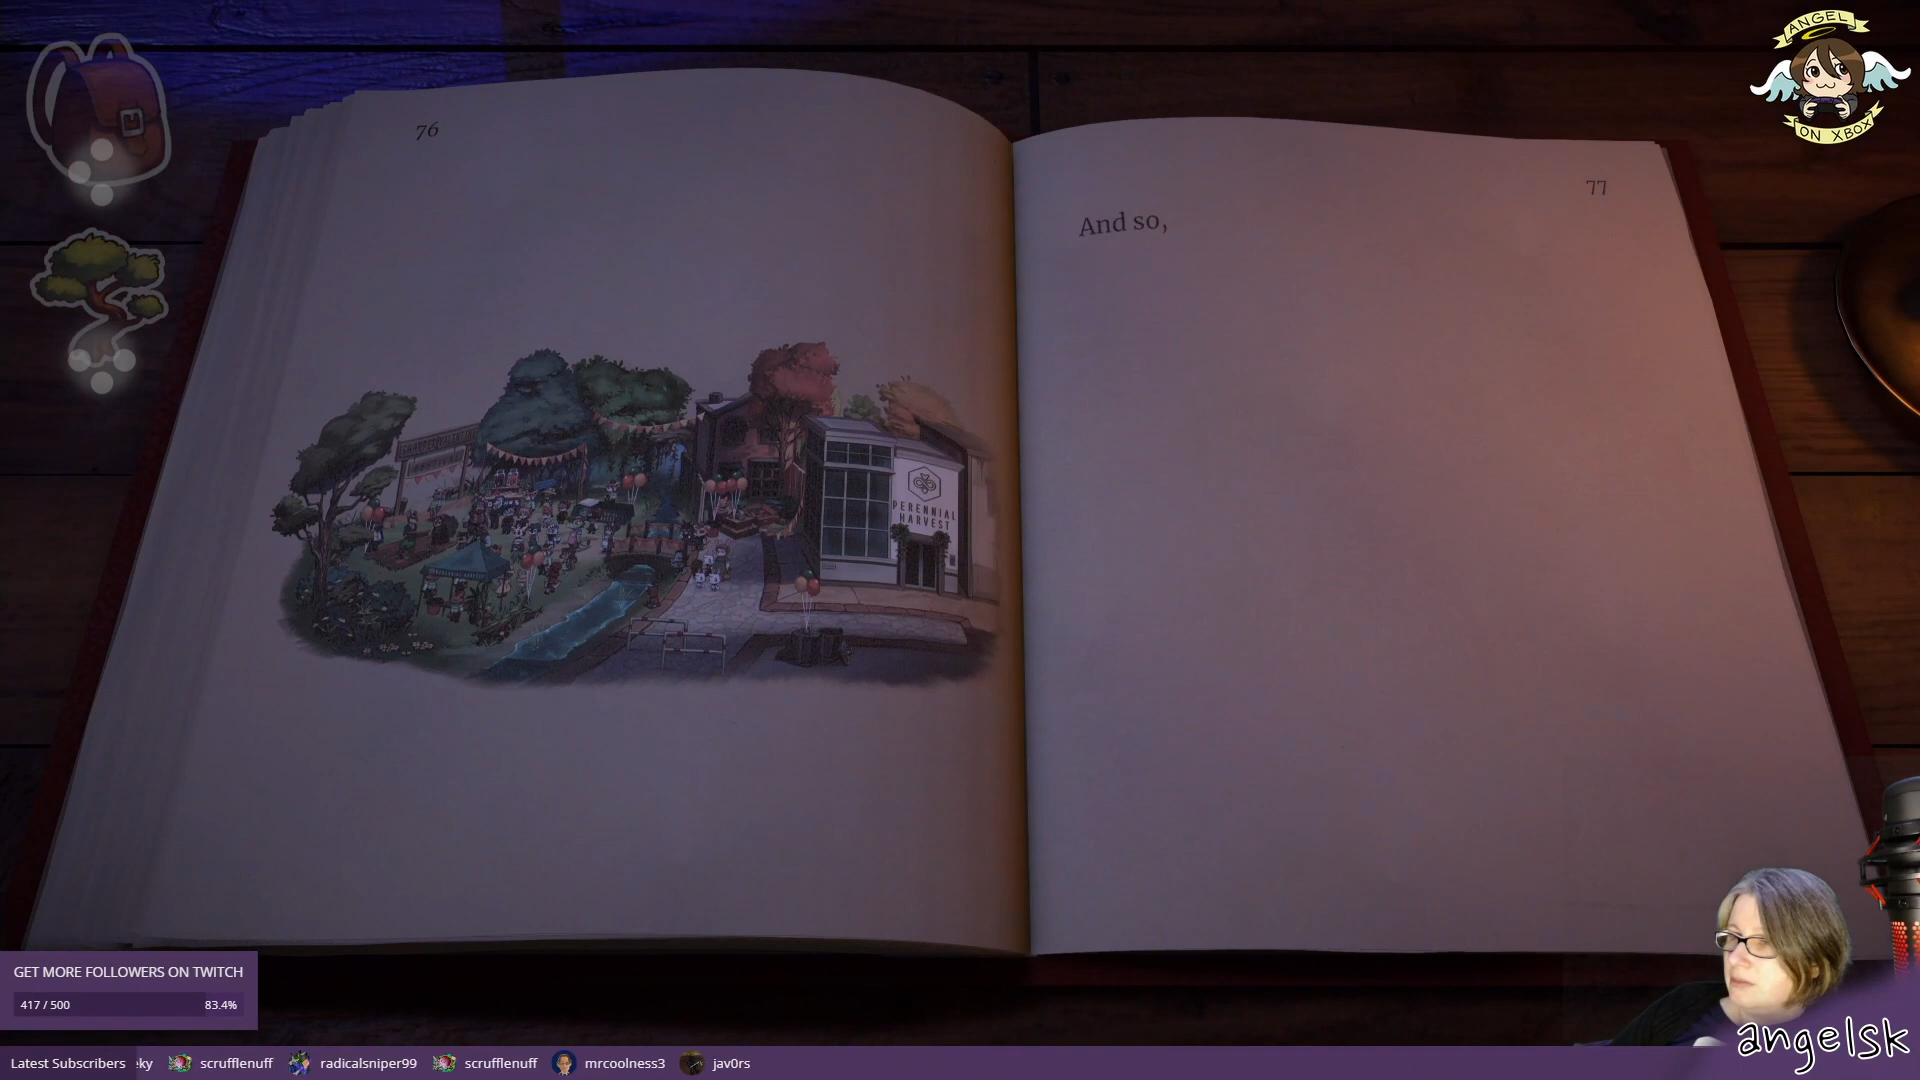 ANGEL
ON XBOX
76
77
And so,
PERENNIAL
HARVEST
GET MORE FOLLOWERS ON TWITCH
417 / 500
83.4%
angelsk
Latest Subscribers
eky
scrufflenuff
radicalsniper99
scrufflenuff
mrcoolness3
jav0rs